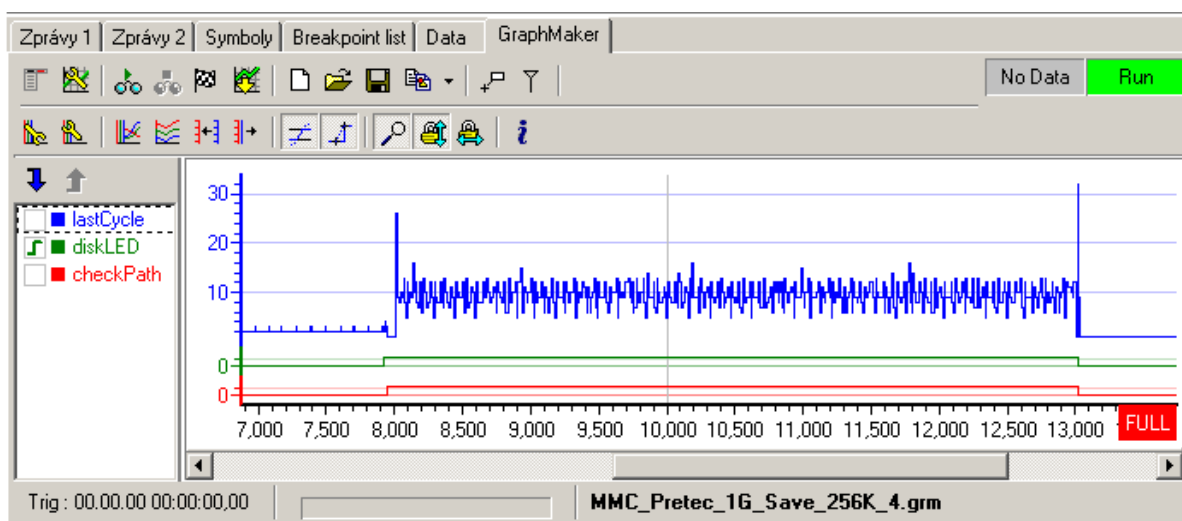 Zprávy 1 Zprávy 2 Symboly Breakpoint list Data GraphMaker
No Data Run
lastCycle
diskLED
checkPath
30
20
10
0
0
7,000 7,500 8,000 8,500 9,000 9,500 10,000 10,500 11,000 11,500 12,000 12,500 13,000
FULL
Trig : 00.00.00 00:00:00,00 MMC_Pretec_1G_Save_256K_4.grm